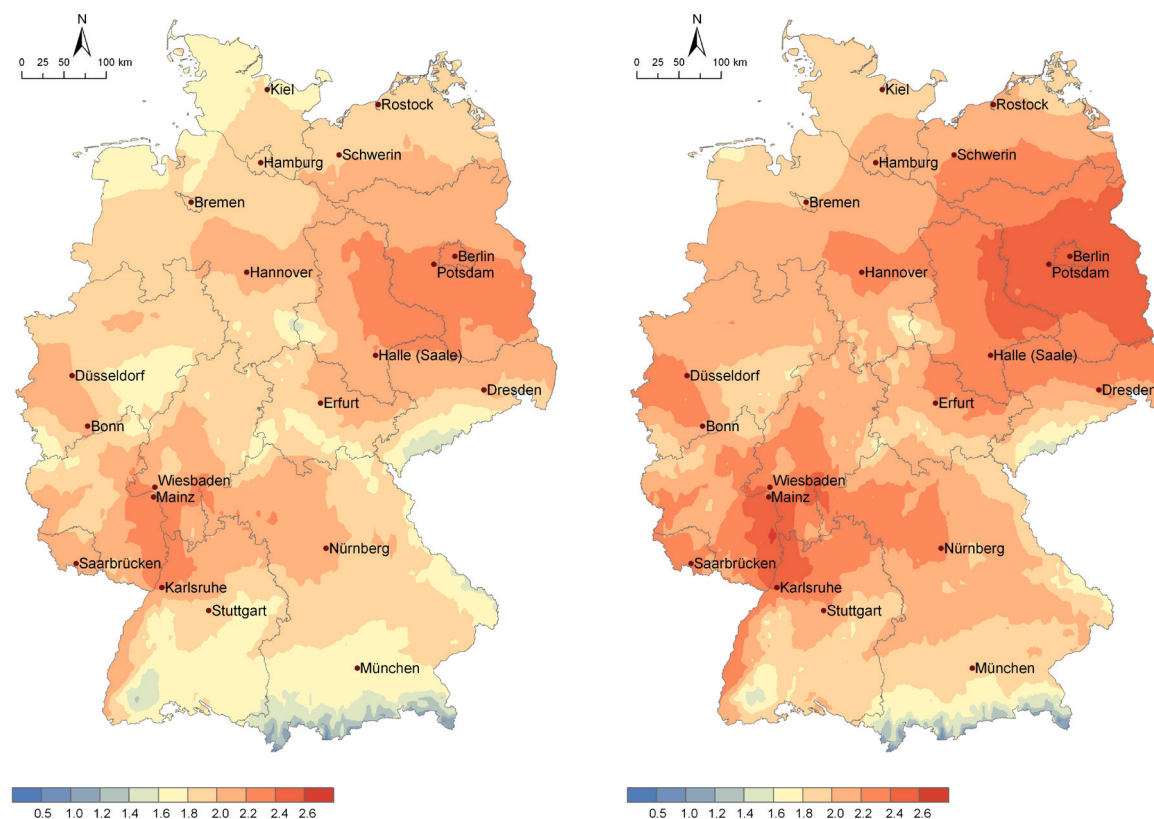 N
0 25 50 100 km
Kiel
Rostock
Hamburg
Schwerin
Bremen
Berlin
Potsdam
Hannover
Halle (Saale)
Düsseldorf
Dresden
Erfurt
Bonn
Wiesbaden
Mainz
Nürnberg
Saarbrücken
Karlsruhe
Stuttgart
München
0.5 1.0 1.2 1.4 1.6 1.8 2.0 2.2 2.4 2.6
N
0 25 50 100 km
Kiel
Rostock
Hamburg
Schwerin
Bremen
Berlin
Potsdam
Hannover
Halle (Saale)
Düsseldorf
Dresden
Erfurt
Bonn
Wiesbaden
Mainz
Nürnberg
Saarbrücken
Karlsruhe
Stuttgart
München
0.5 1.0 1.2 1.4 1.6 1.8 2.0 2.2 2.4 2.6